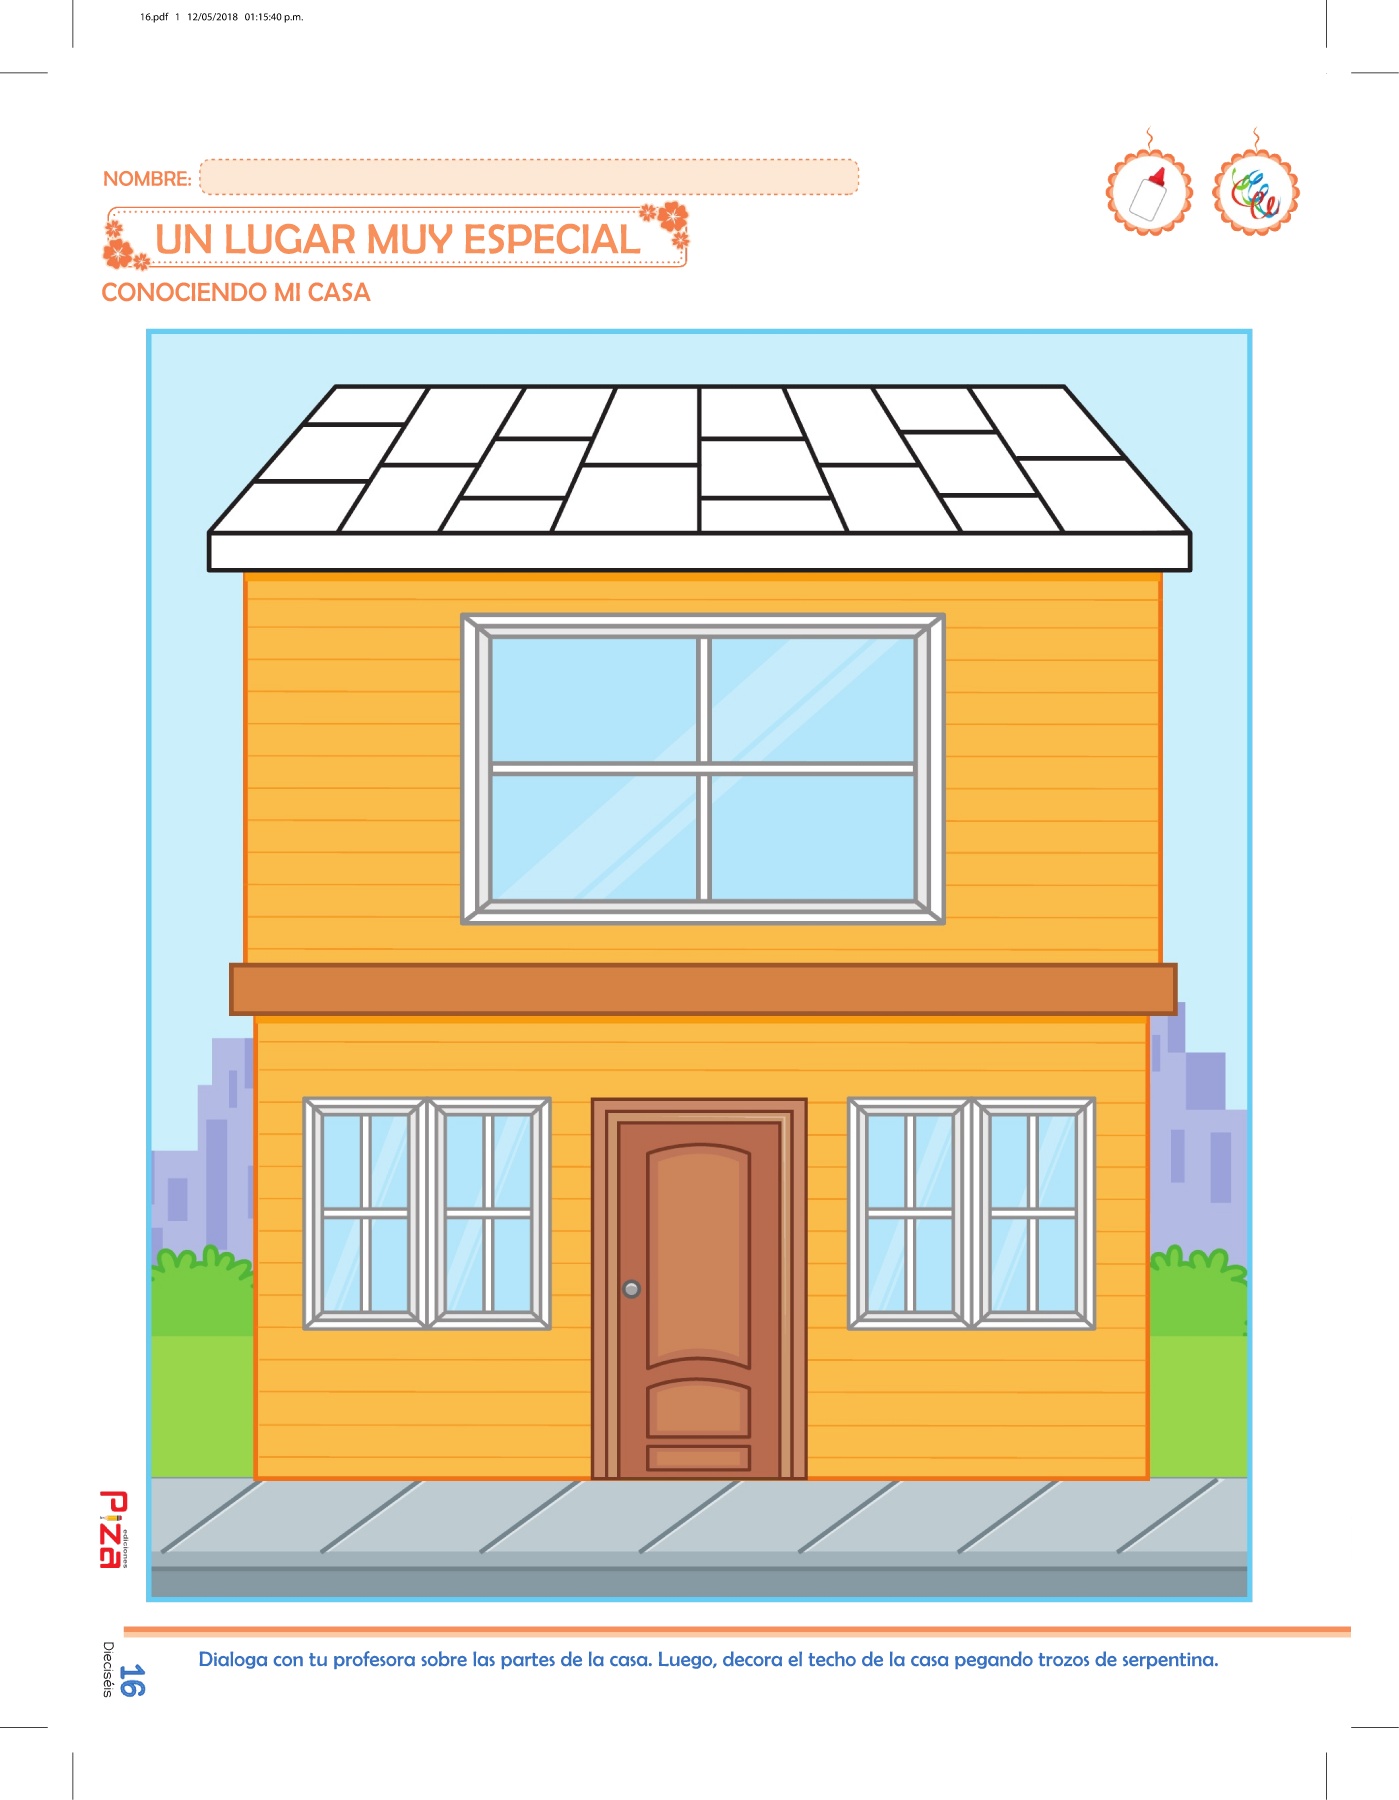 16.pdf 1 12/05/2018 01:15:40 p.m.
NOMBRE:
UN LUGAR MUY ESPECIAL
CONOCIENDO MI CASA
Piza
ediciones
Dialoga con tu profesora sobre las partes de la casa. Luego, decora el techo de la casa pegando trozos de serpentina.
16
Dieciséis